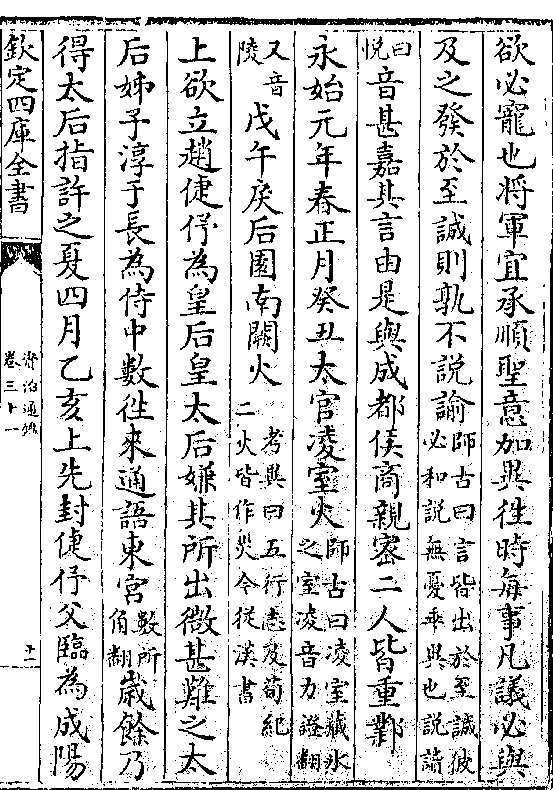 欲必寵也将軍宜承順聖意加異徃時每事凡議必與
及之發於至誠則孰不説諭師古曰言皆出於至誠彼必和説無憂乖異也説讀
曰悦音甚嘉其言由是與成都侯商親密二人皆重鄴
永始元年春正月癸丑太官凌室火師古曰凌室藏氷之室凌音力證翻
又音陵戊午戾后園南闕火考異曰五行志及荀紀二火皆作災今從漢書
上欲立趙倢伃為皇后皇太后嫌其所出微甚難之太
后姊子淳于長為侍中數徃來通語東宮數所角翻歳餘乃
得太后指許之夏四月乙亥上先封倢伃父臨為成陽
欽定四庫全書
資治通鑑
卷三十一
十一